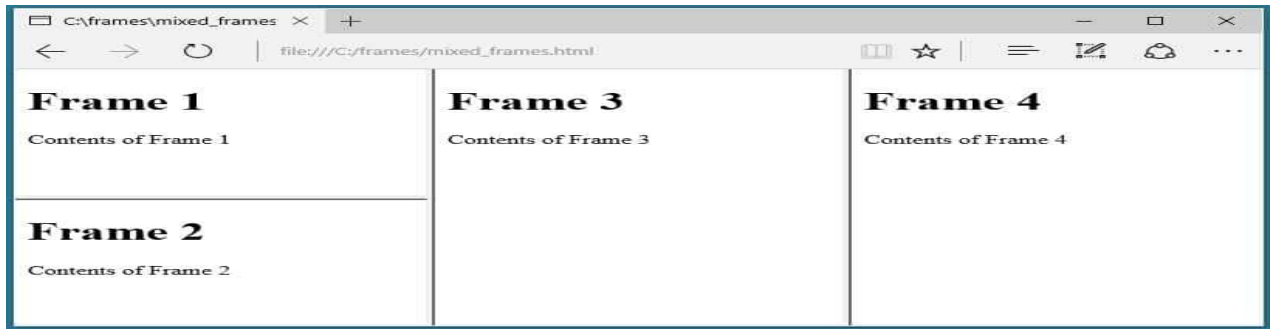 C:\frames\mixed_frames
file:///C:/frames/mixed_frames.html
Frame 1
Contents of Frame 1
Frame 2
Contents of Frame 2
Frame 3
Contents of Frame 3
Frame 4
Contents of Frame 4